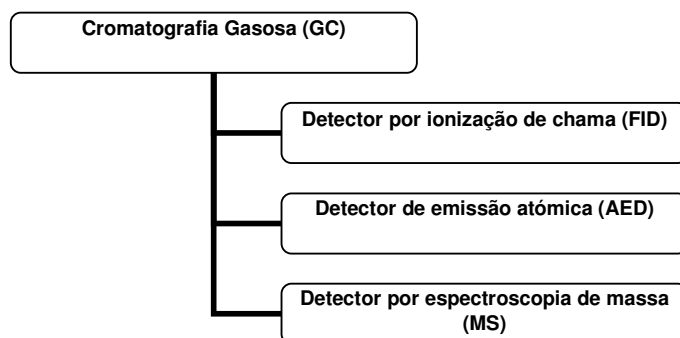 Cromatografia Gasosa (GC)
Detector por ionização de chama (FID)
Detector de emissão atómica (AED)
Detector por espectroscopia de massa
(MS)